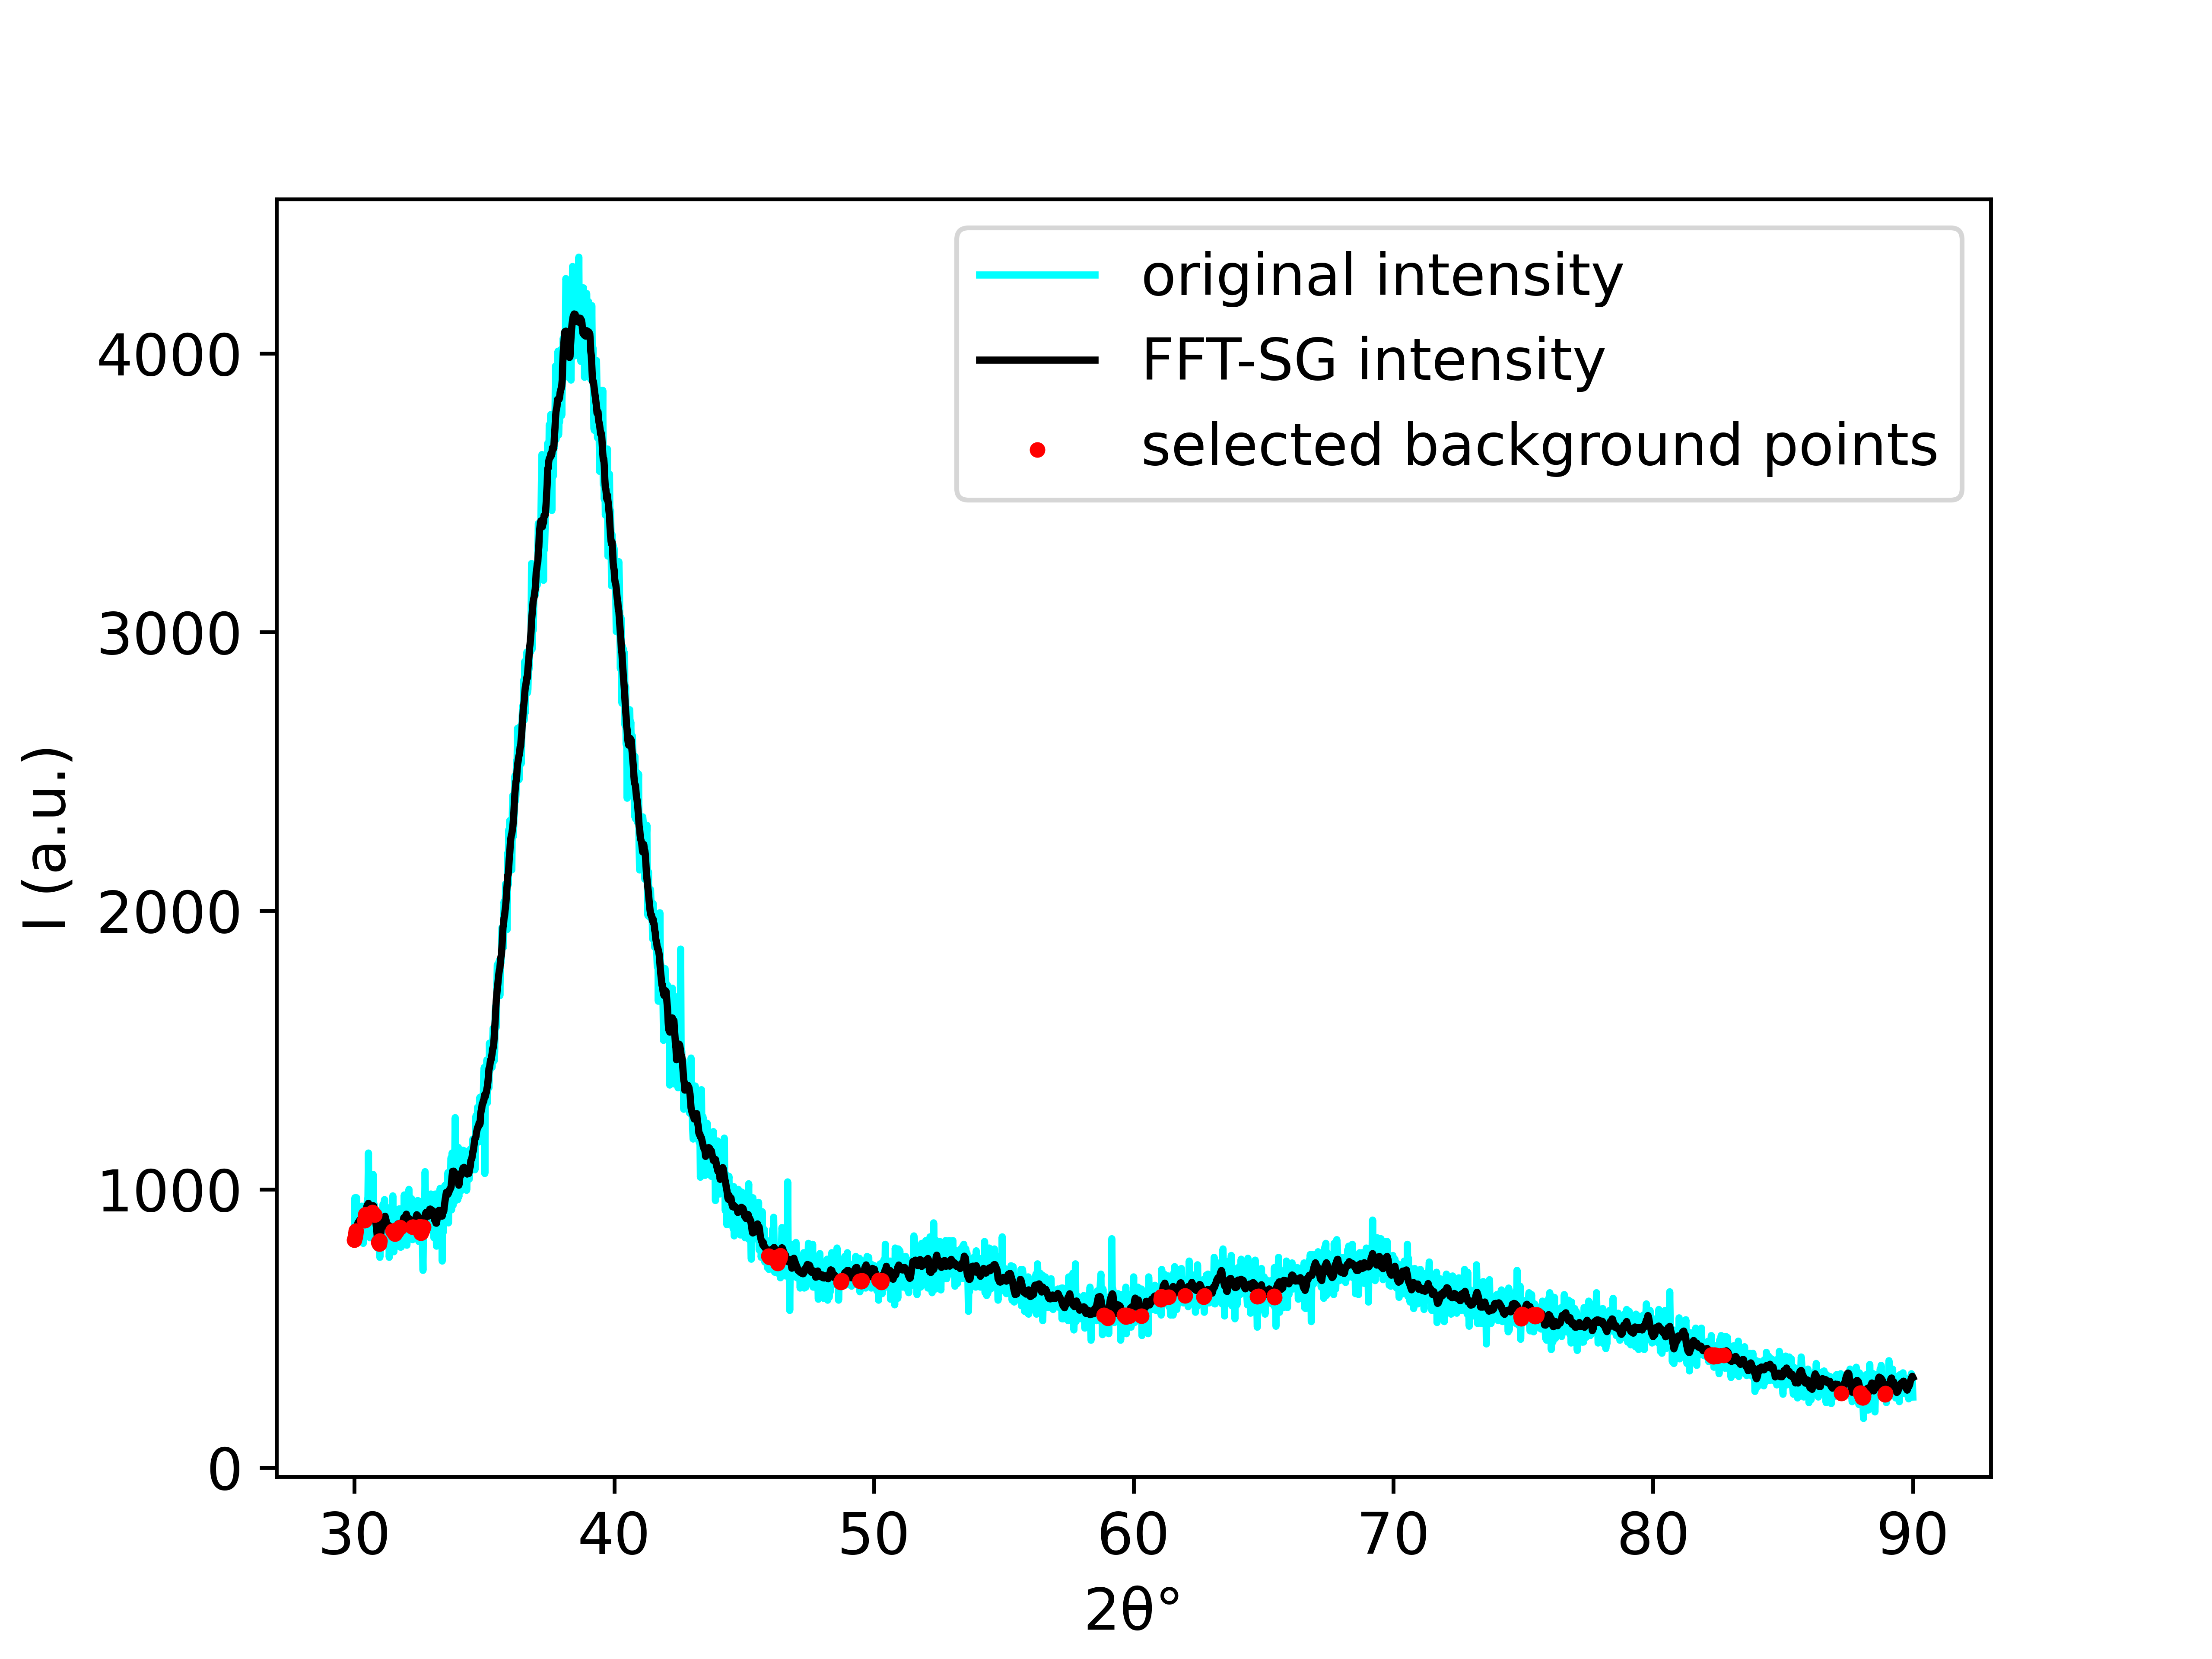 original intensity
FFT-SG intensity
selected background points
I (a.u.)
4000
3000
2000
1000
0
30 40 50 60 70 80 90
2θ°